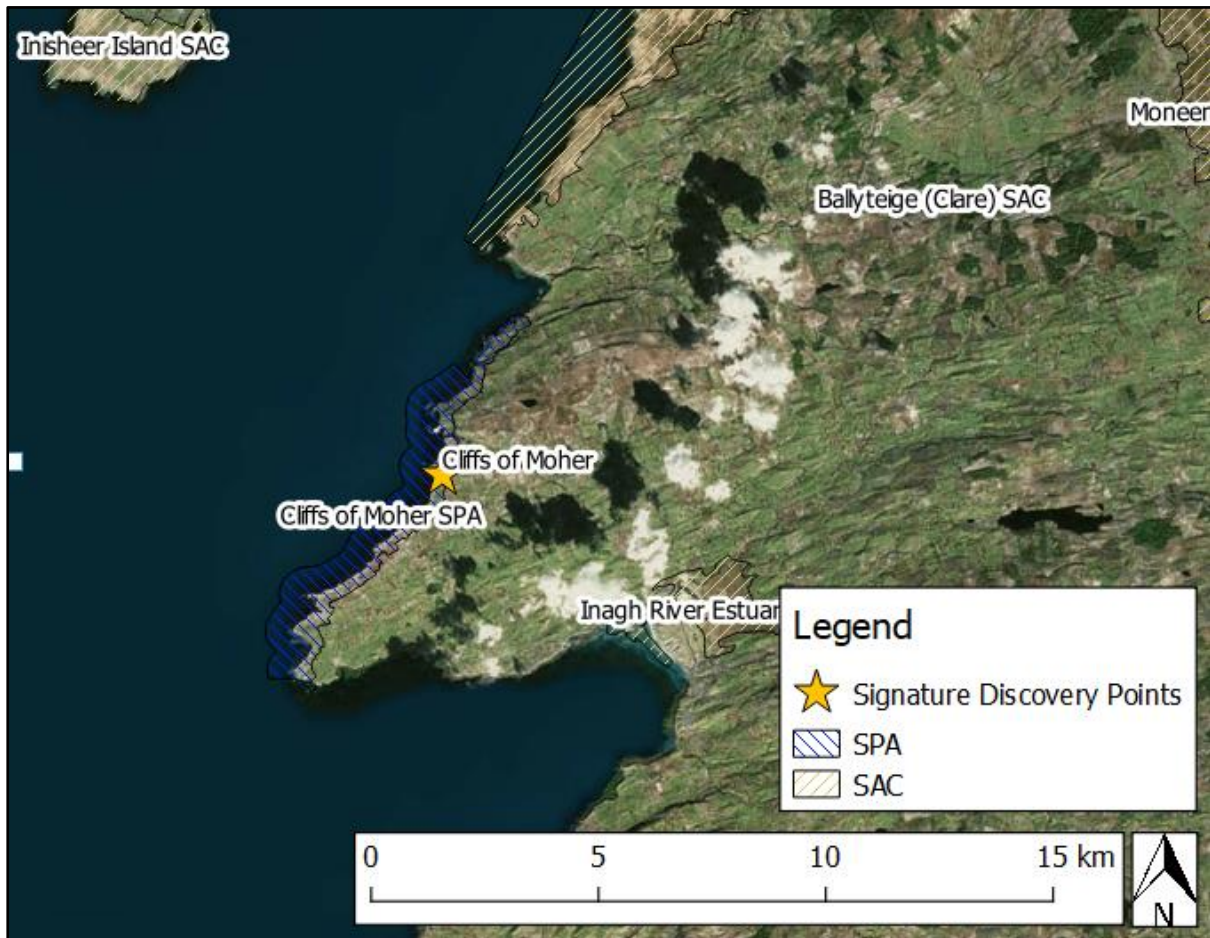 Inisheer Island SAC
Moneer
Ballyteige (Clare) SAC
Cliffs of Moher
Cliffs of Moher SPA
Inagh River Estuar
Legend
Signature Discovery Points
SPA
SAC
0 5 10 15 km
N